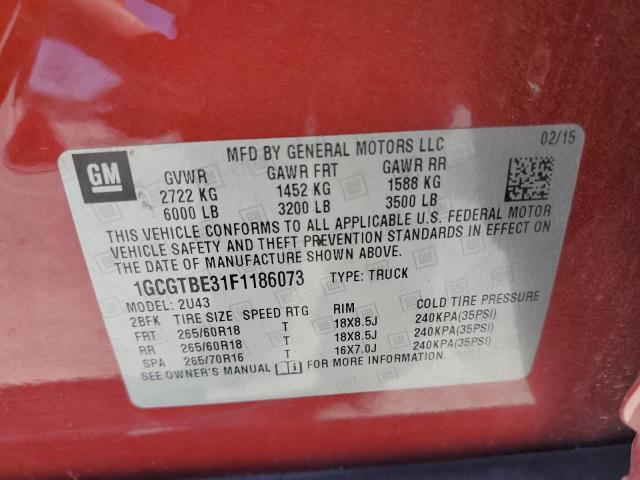 MFD BY GENERAL MOTORS LLC 02/15
GM
GVWR GAWR FRT GAWR RR
2722 KG 1452 KG 1588 KG
6000 LB 3200 LB 3500 LB
THIS VEHICLE CONFORMS TO ALL APPLICABLE U.S. FEDERAL MOTOR
VEHICLE SAFETY AND THEFT PREVENTION STANDARDS IN EFFECT ON
THE DATE OF MANUFACTURE SHOWN ABOVE.
1GCGTBE31F1186073 TYPE: TRUCK
MODEL: 2U43
2BFK TIRE SIZE SPEED RTG RIM COLD TIRE PRESSURE
FRT 265/60R18 T 18X8.5J 240KPA(35PSI)
RR 265/60R18 T 18X8.5J 240KPA(35PSI)
SPA 265/70R16 T 16X7.0J 240KPA(35PSI)
SEE OWNER'S MANUAL FOR MORE INFORMATION.